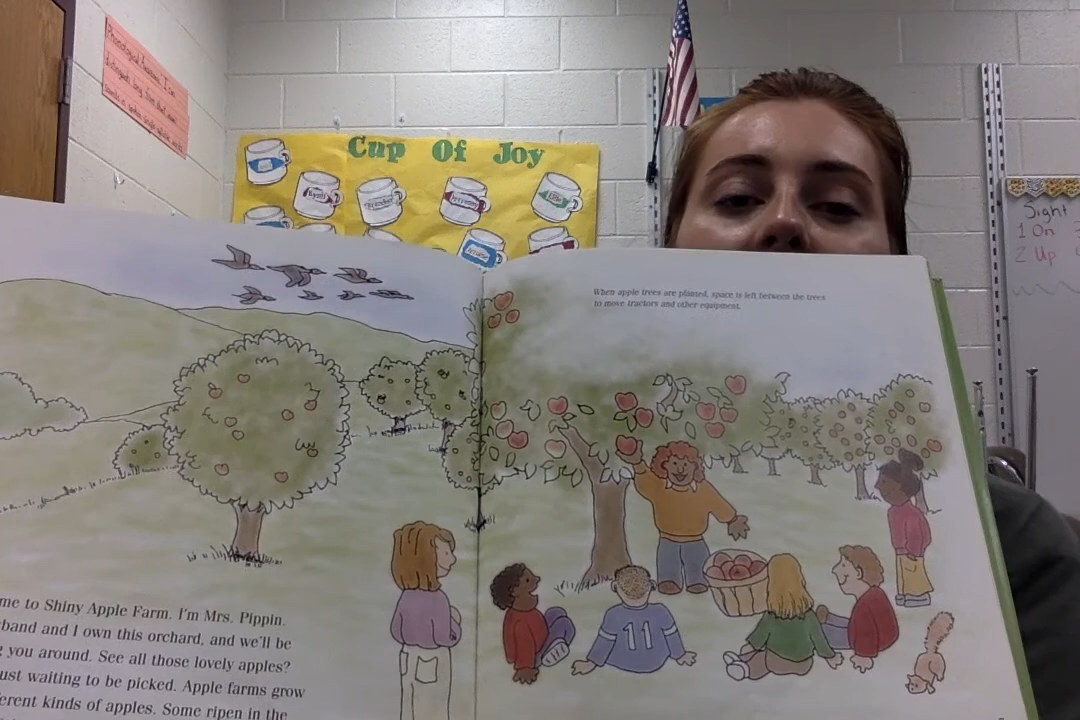 Cup Of Joy
Sight
1 On
2 Up
When apple trees are planted, space is left between the trees
to move tractors and other equipment.
11
me to Shiny Apple Farm. I'm Mrs. Pippin.
band and I own this orchard, and we'll be
you around. See all those lovely apples?
ust waiting to be picked. Apple farms grow
erent kinds of apples. Some ripen in the